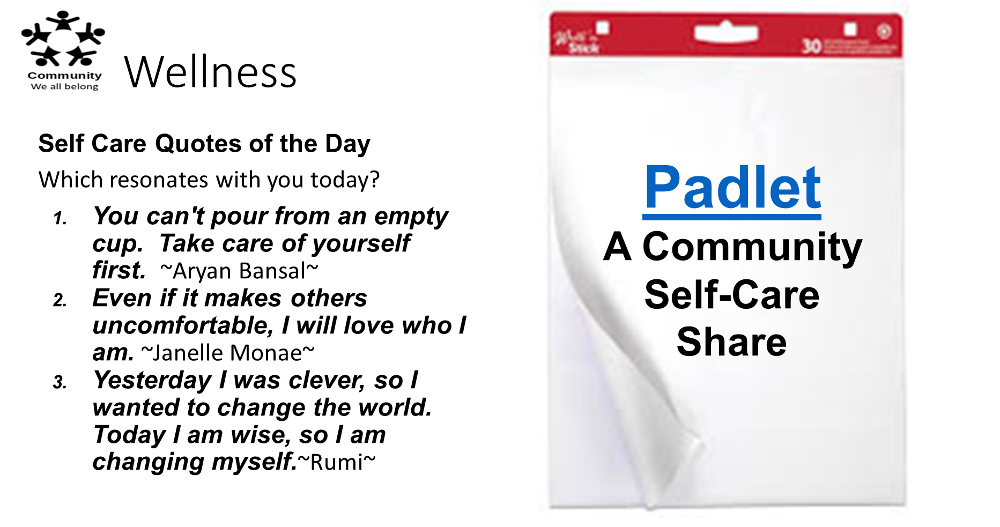 Community
We all belong
Wellness
Self Care Quotes of the Day
Which resonates with you today?
1. You can't pour from an empty
cup.  Take care of yourself
first.  ~Aryan Bansal~
2. Even if it makes others
uncomfortable, I will love who I
am. ~Janelle Monae~
3. Yesterday I was clever, so I
wanted to change the world.
Today I am wise, so I am
changing myself.~Rumi~
Stick
30
Padlet
A Community
Self-Care
Share